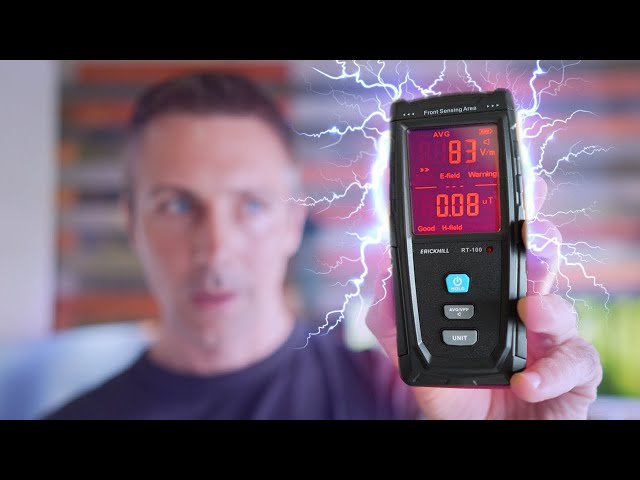 Front Sensing Area
AVG
83 V/m
E-field Warning
0.08 uT
Good H-field
ERICKHILL RT-100
HOLD
AVG/VPP
UNIT